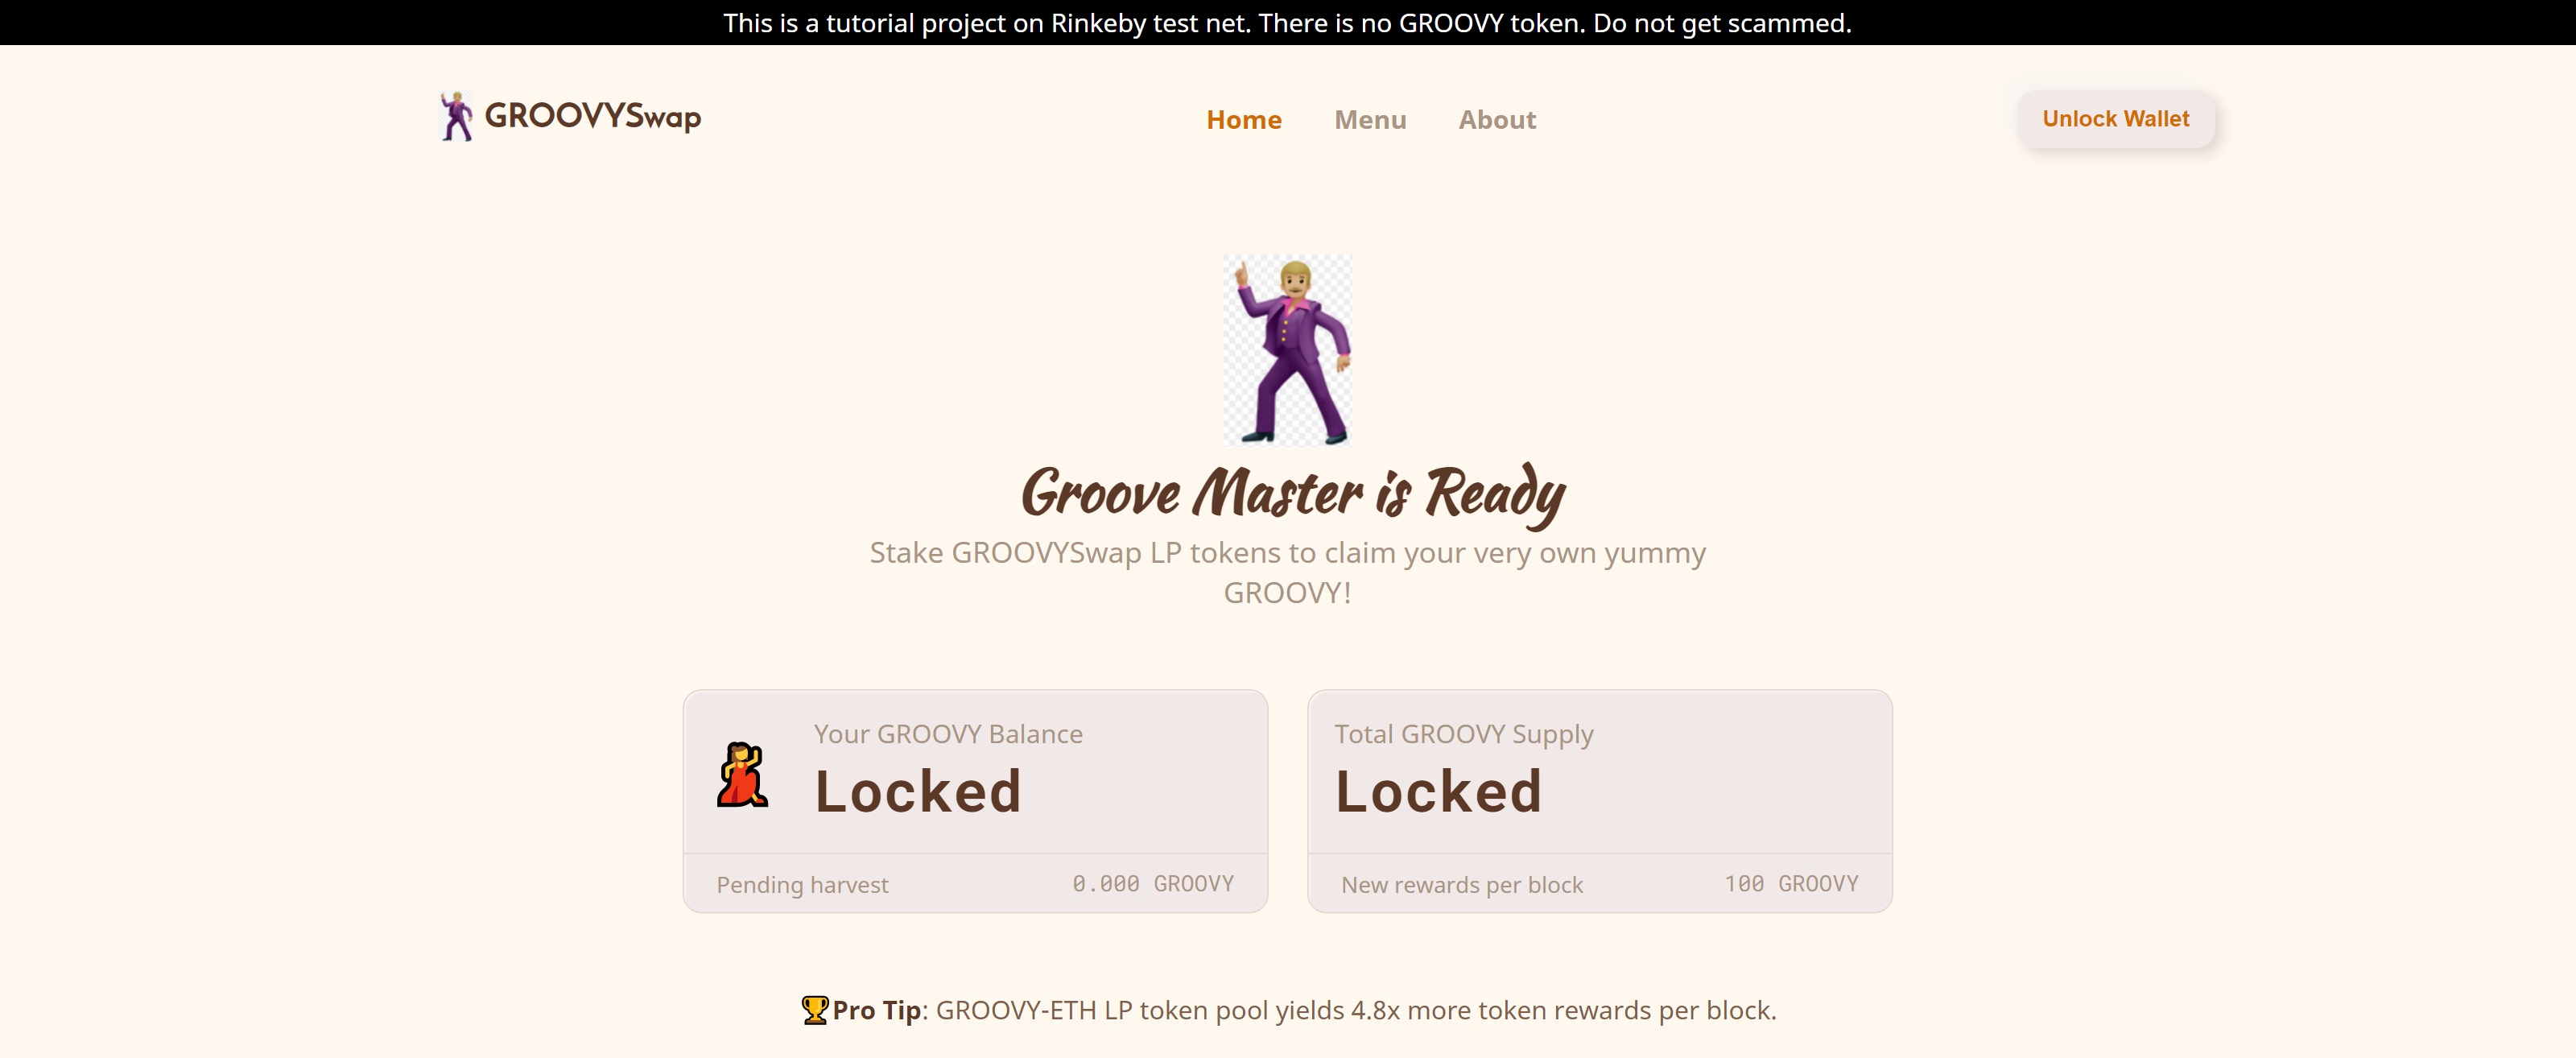 This is a tutorial project on Rinkeby test net. There is no GROOVY token. Do not get scammed.
GROOVYSwap
Home
Menu
About
Unlock Wallet
Groove Master is Ready
Stake GROOVYSwap LP tokens to claim your very own yummy
GROOVY!
Your GROOVY Balance
Locked
Pending harvest
0.000 GROOVY
Total GROOVY Supply
Locked
New rewards per block
100 GROOVY
Pro Tip: GROOVY-ETH LP token pool yields 4.8x more token rewards per block.